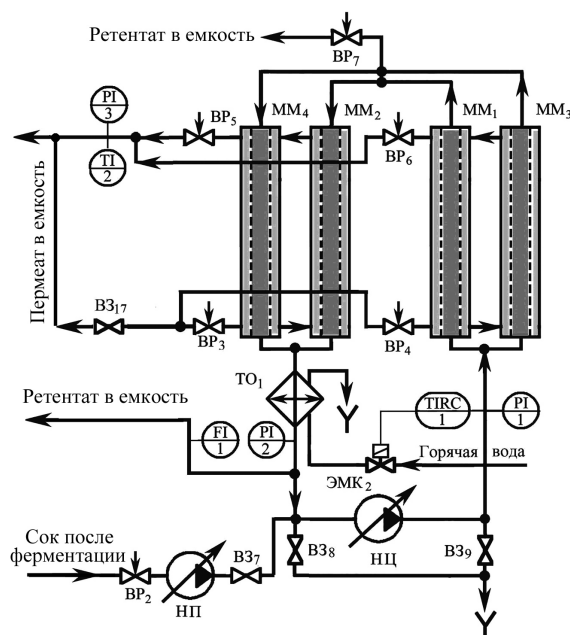 Ретентат в емкость
ВР7
PI
3
ВР5
ММ4
ММ2
ММ1
ММ3
TI
2
ВР6
Пермеат в емкость
ВЗ17
ВР3
ВР4
ТО1
Ретентат в емкость
TIRC
1
PI
1
FI
1
PI
2
Горячая вода
ЭМК2
Сок после
ферментации
ВЗ7
ВЗ8
ВЗ9
НЦ
ВР2
НП